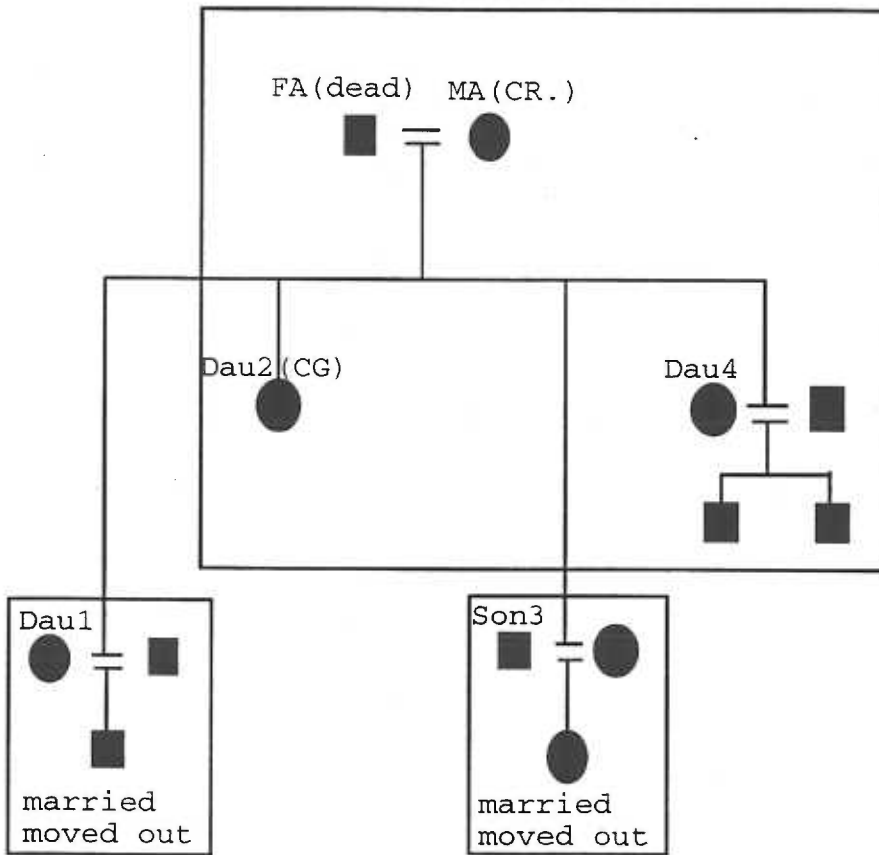 FA(dead) MA(CR.)
Dau2(CG)
Dau4
Dau1
Son3
married
moved out
married
moved out